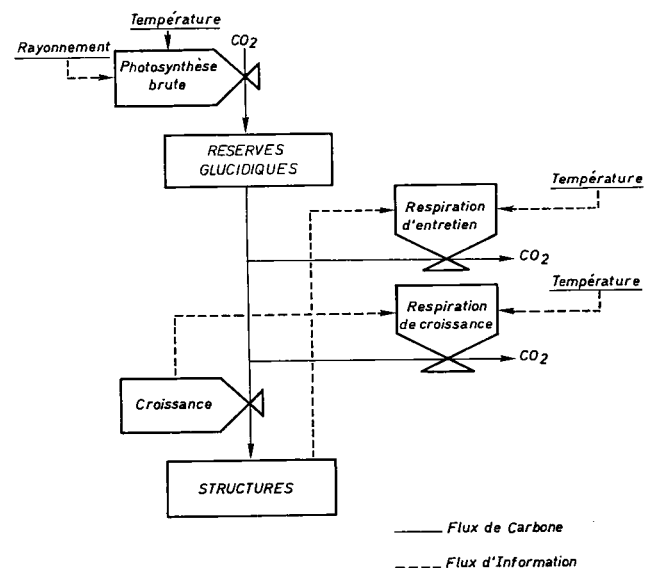 Température
Rayonnement
CO2
Photosynthèse
brute
RESERVES
GLUCIDIQUES
Température
Respiration
d'entretien
CO2
Température
Respiration
de croissance
CO2
Croissance
STRUCTURES
Flux de Carbone
Flux d'Information